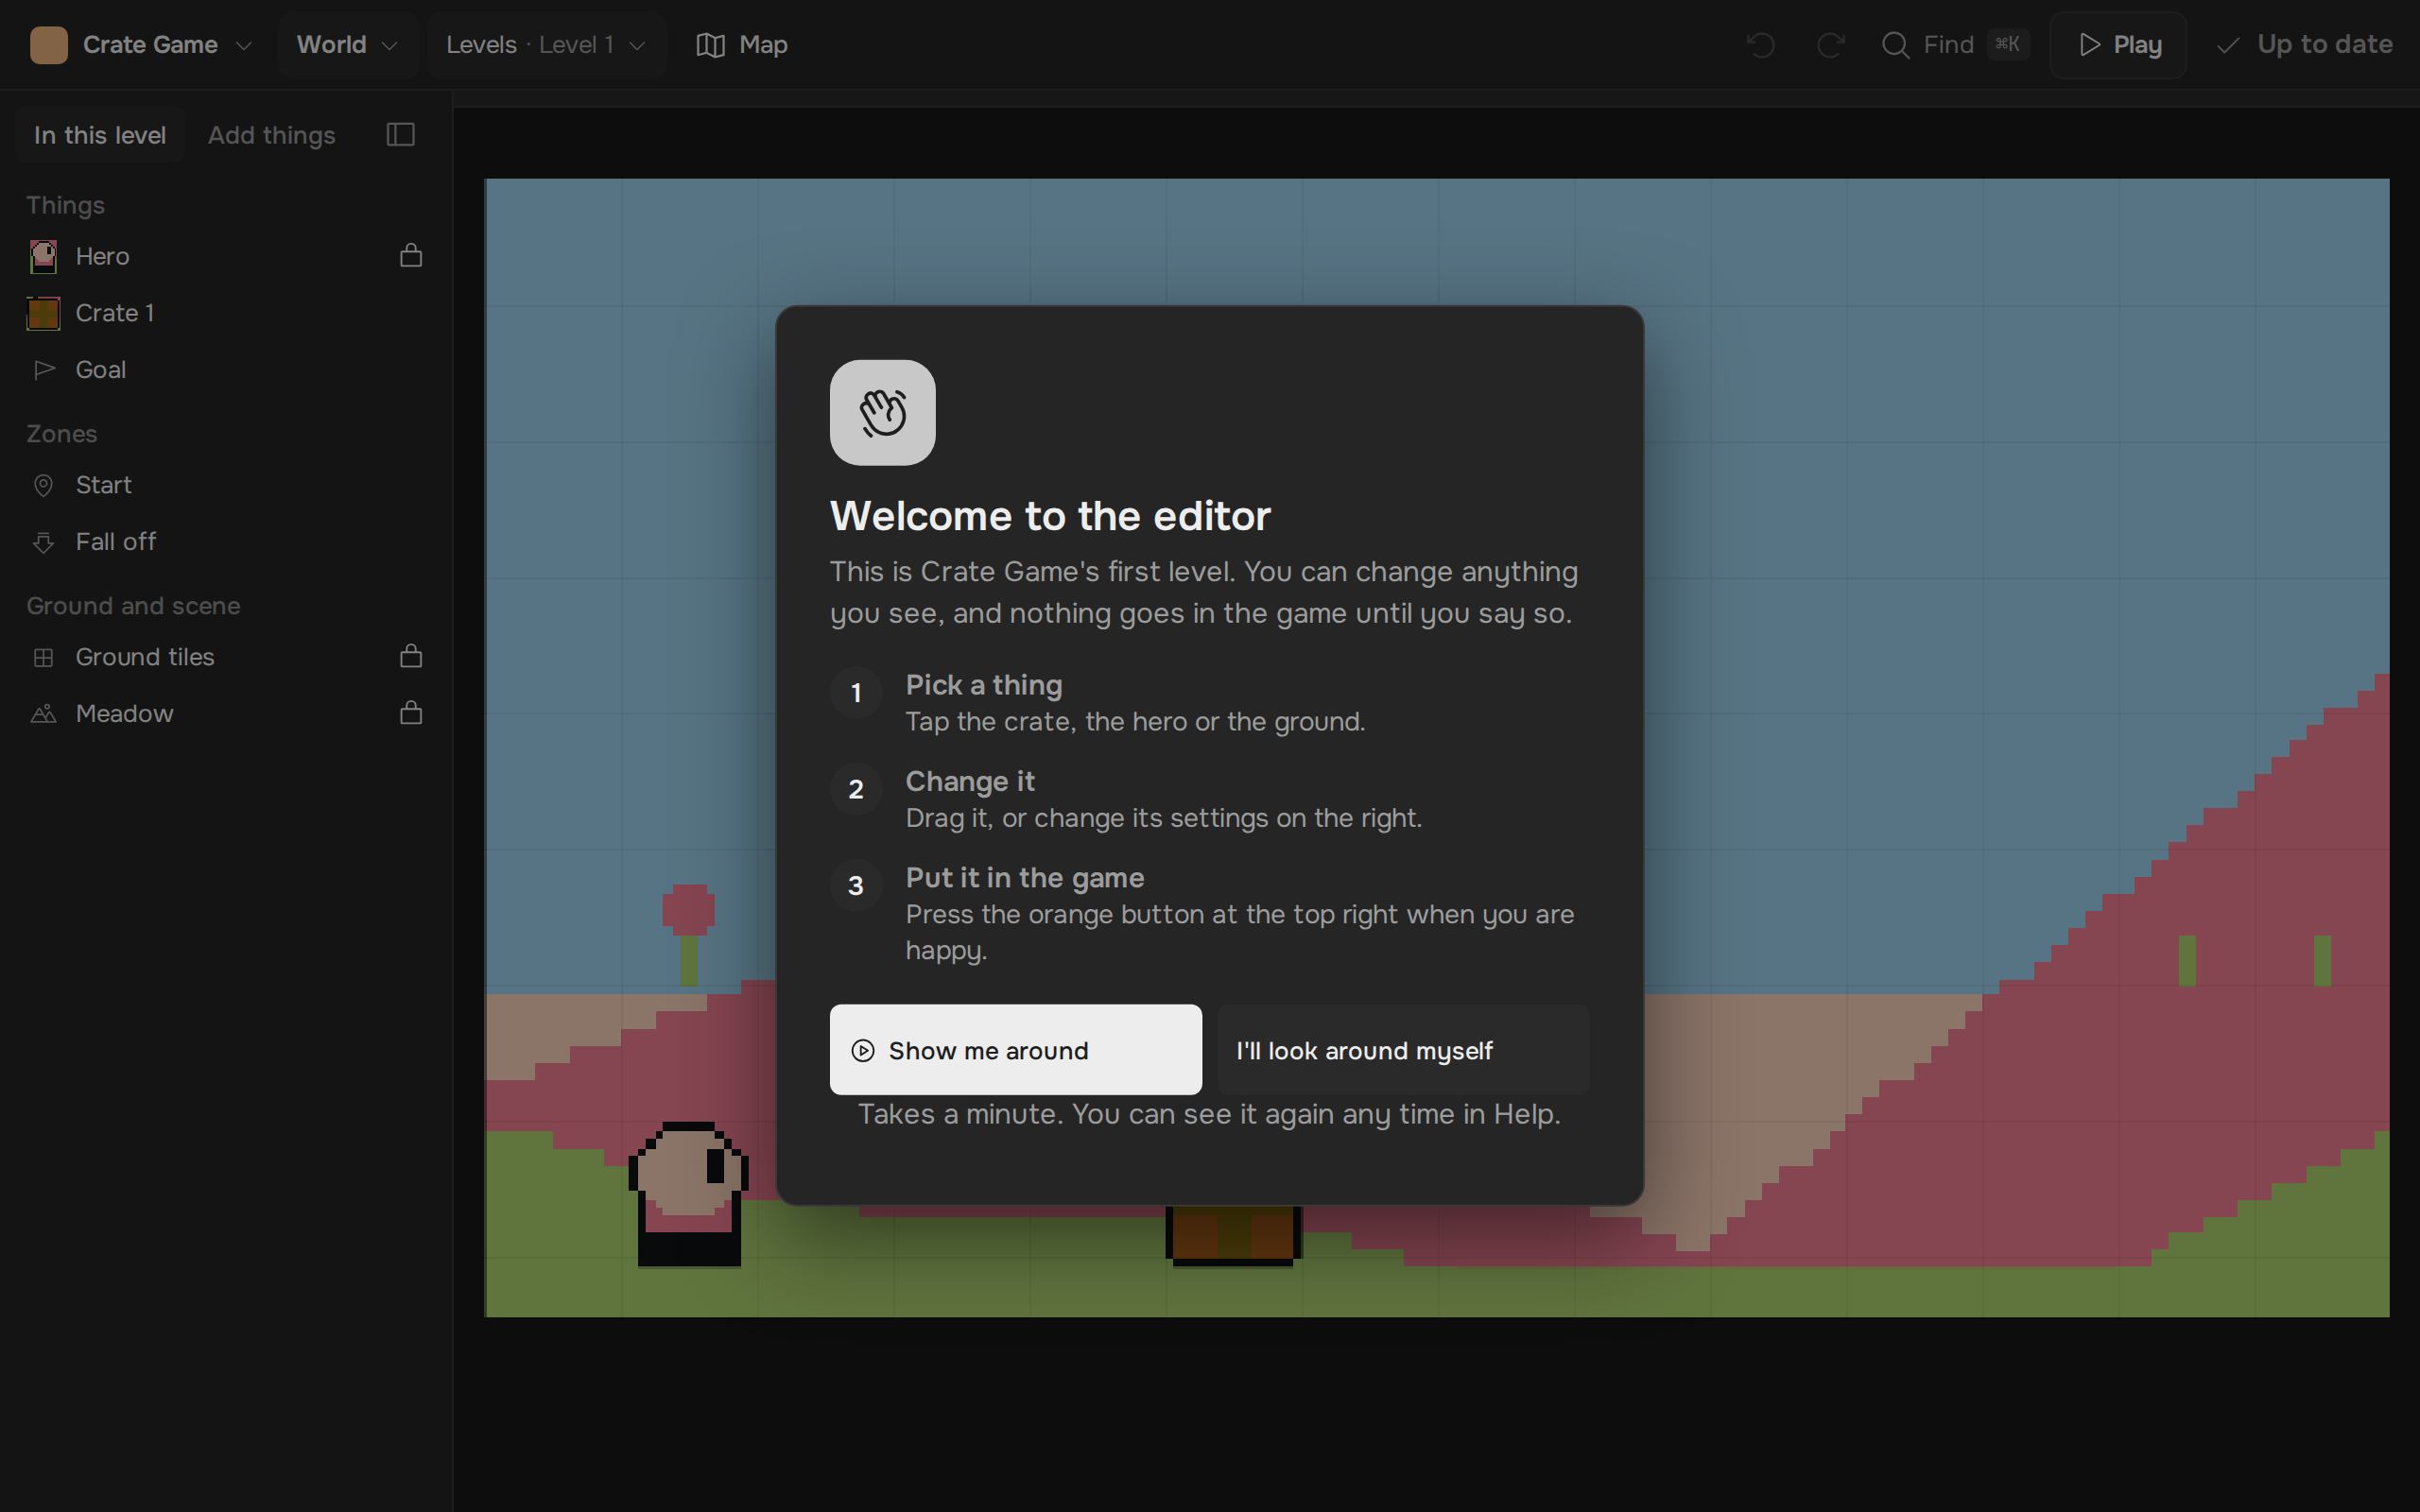 Crate Game
World
Levels · Level 1
Map
Find ⌘K
Play
Up to date
In this level
Add things
Things
Hero
Crate 1
Goal
Zones
Start
Fall off
Ground and scene
Ground tiles
Meadow
Welcome to the editor
This is Crate Game's first level. You can change anything
you see, and nothing goes in the game until you say so.
1
Pick a thing
Tap the crate, the hero or the ground.
2
Change it
Drag it, or change its settings on the right.
3
Put it in the game
Press the orange button at the top right when you are
happy.
Show me around
I'll look around myself
Takes a minute. You can see it again any time in Help.